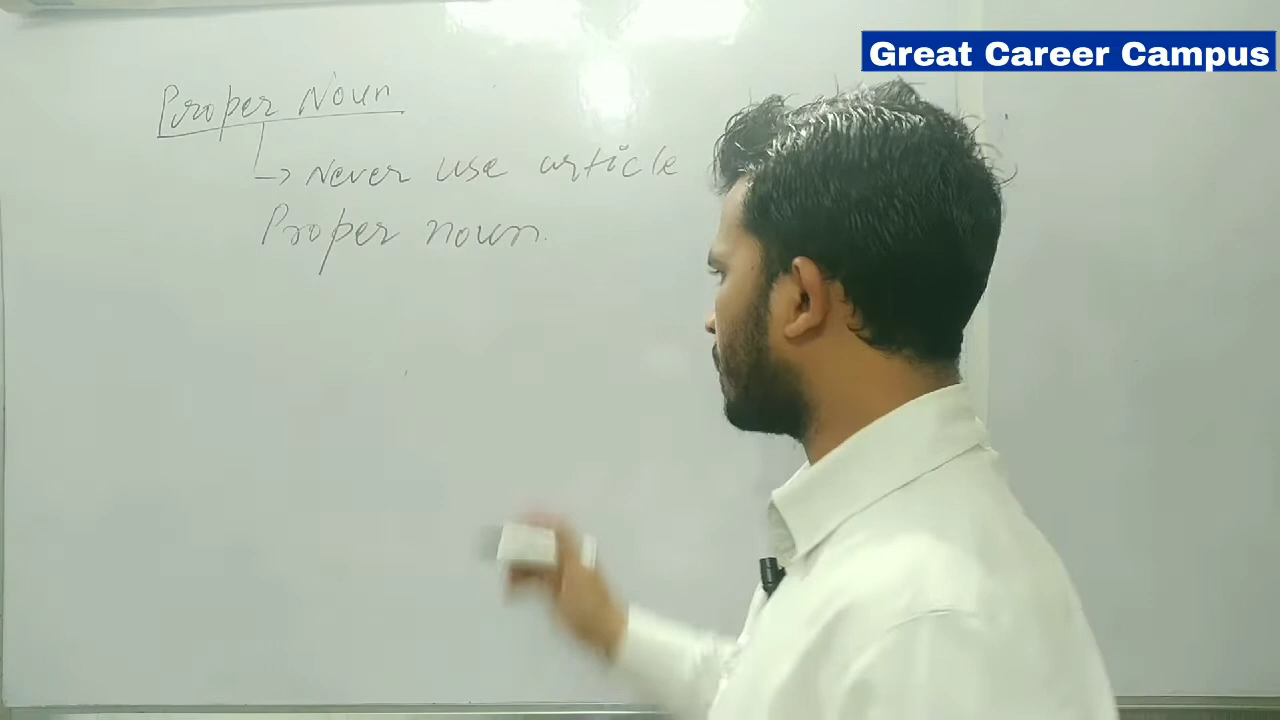 Great Career Campus
Proper Noun
→ Never use article
Proper noun.